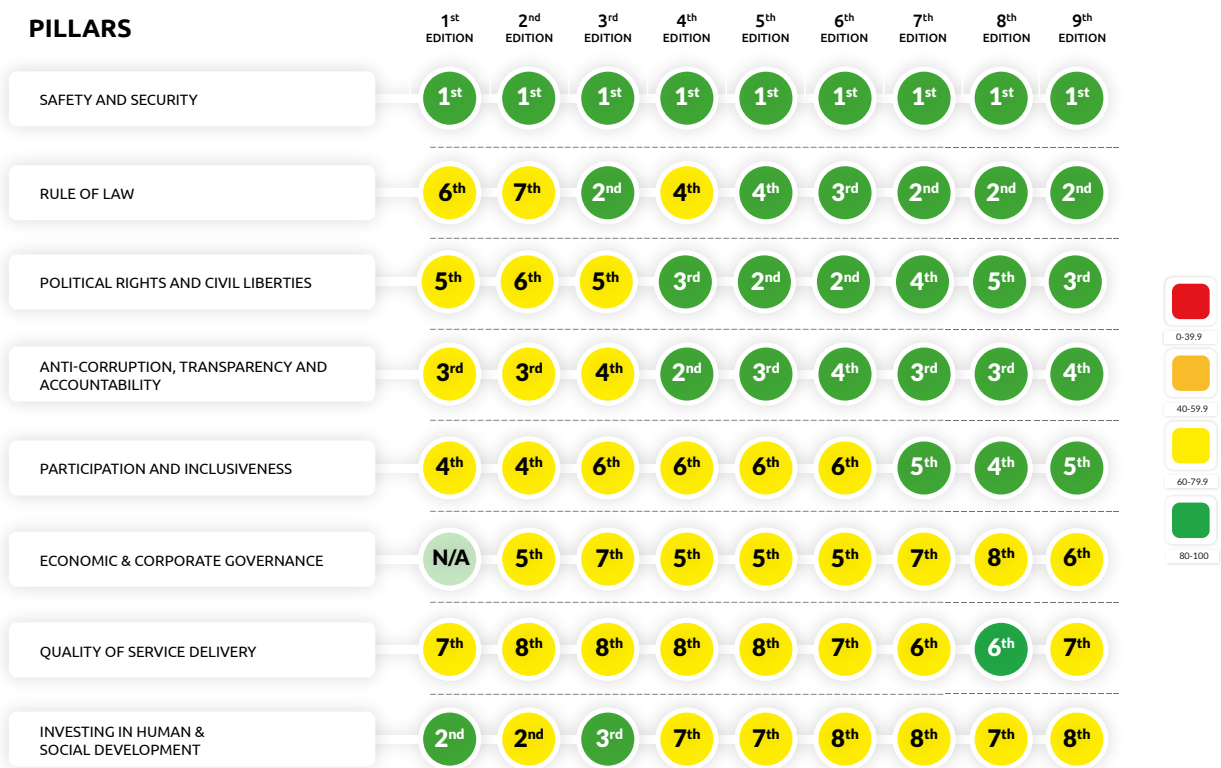 PILLARS
1st 2nd 3rd 4th 5th 6th 7th 8th 9th
EDITION EDITION EDITION EDITION EDITION EDITION EDITION EDITION EDITION
SAFETY AND SECURITY 1st 1st 1st 1st 1st 1st 1st 1st 1st
RULE OF LAW 6th 7th 2nd 4th 4th 3rd 2nd 2nd 2nd
POLITICAL RIGHTS AND CIVIL LIBERTIES 5th 6th 5th 3rd 2nd 2nd 4th 5th 3rd
ANTI-CORRUPTION, TRANSPARENCY AND
ACCOUNTABILITY
3rd 3rd 4th 2nd 3rd 4th 3rd 3rd 4th
PARTICIPATION AND INCLUSIVENESS 4th 4th 6th 6th 6th 6th 5th 4th 5th
ECONOMIC & CORPORATE GOVERNANCE N/A 5th 7th 5th 5th 5th 7th 8th 6th
QUALITY OF SERVICE DELIVERY 7th 8th 8th 8th 8th 7th 6th 6th 7th
INVESTING IN HUMAN &
SOCIAL DEVELOPMENT
2nd 2nd 3rd 7th 7th 8th 8th 7th 8th
0-39.9
40-59.9
60-79.9
80-100